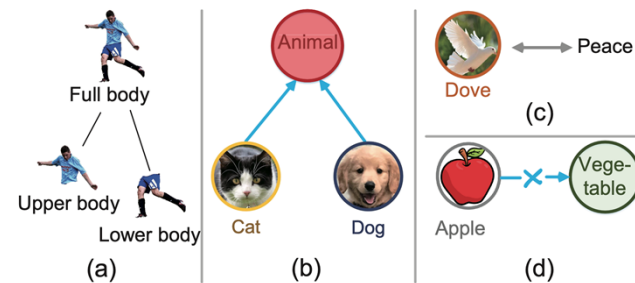 Full body
Upper body
Lower body
(a)
Animal
Cat
Dog
(b)
Dove
Peace
(c)
Apple
Vege-
table
(d)